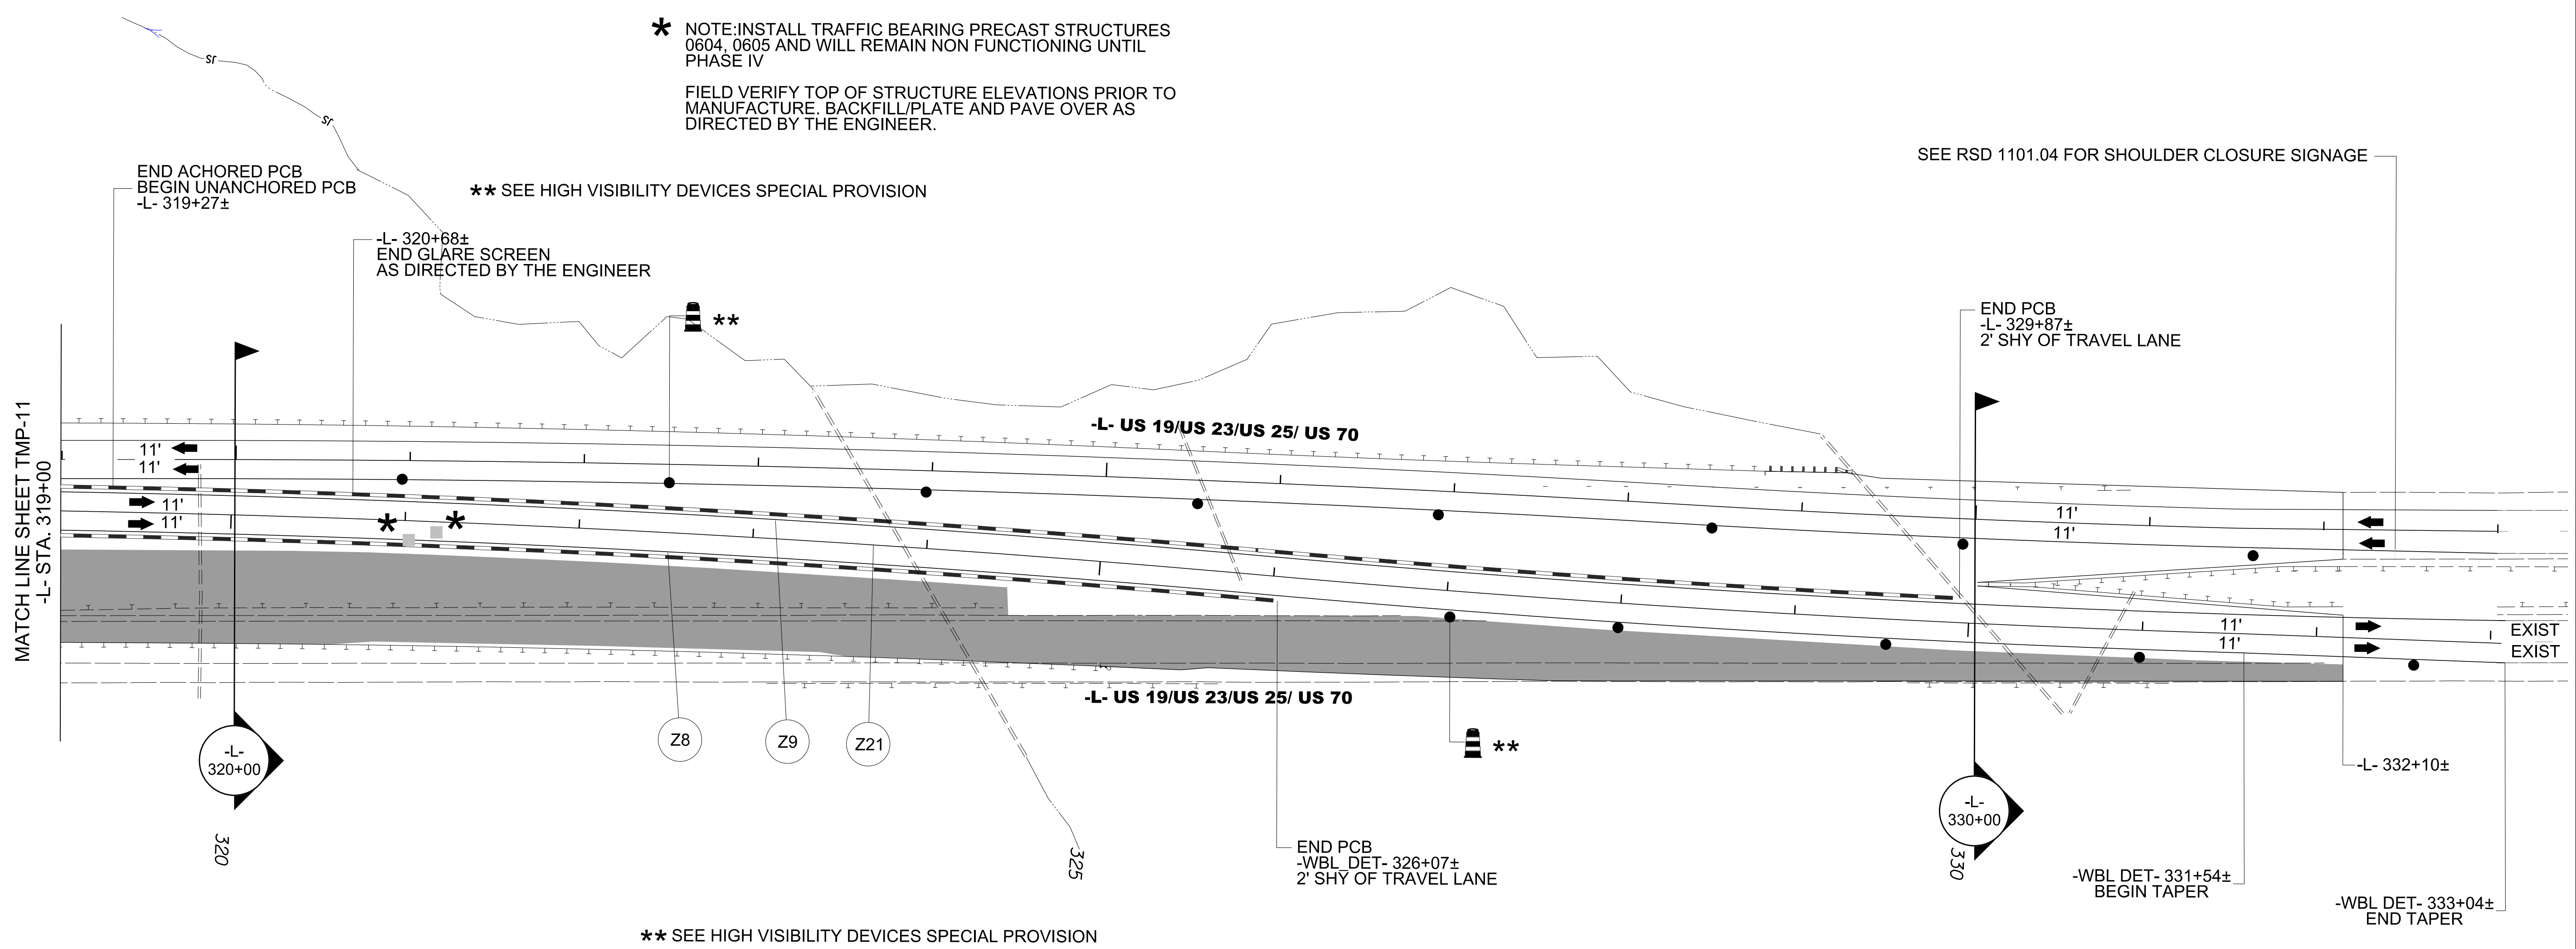 * NOTE:INSTALL TRAFFIC BEARING PRECAST STRUCTURES
0604, 0605 AND WILL REMAIN NON FUNCTIONING UNTIL
PHASE IV
FIELD VERIFY TOP OF STRUCTURE ELEVATIONS PRIOR TO
MANUFACTURE. BACKFILL/PLATE AND PAVE OVER AS
DIRECTED BY THE ENGINEER.
JS
JS
SEE RSD 1101.04 FOR SHOULDER CLOSURE SIGNAGE
END ACHORED PCB
BEGIN UNANCHORED PCB
-L- 319+27±
** SEE HIGH VISIBILITY DEVICES SPECIAL PROVISION
-L- 320+68±
END GLARE SCREEN
AS DIRECTED BY THE ENGINEER
**
END PCB
-L- 329+87±
2' SHY OF TRAVEL LANE
MATCH LINE SHEET TMP-11
-L- STA. 319+00
-L- US 19/US 23/US 25/ US 70
11'
11'
11'
11'
* *
11'
11'
11'
11'
EXIST
EXIST
-L- US 19/US 23/US 25/ US 70
Z8
Z9
Z21
**
-L-
320+00
-L-
330+00
-L- 332+10±
320
325
330
END PCB
-WBL_DET- 326+07±
2' SHY OF TRAVEL LANE
-WBL DET- 331+54±
BEGIN TAPER
-WBL DET- 333+04±
END TAPER
** SEE HIGH VISIBILITY DEVICES SPECIAL PROVISION